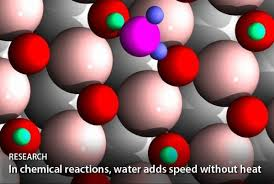 RESEARCH
In chemical reactions, water adds speed without heat